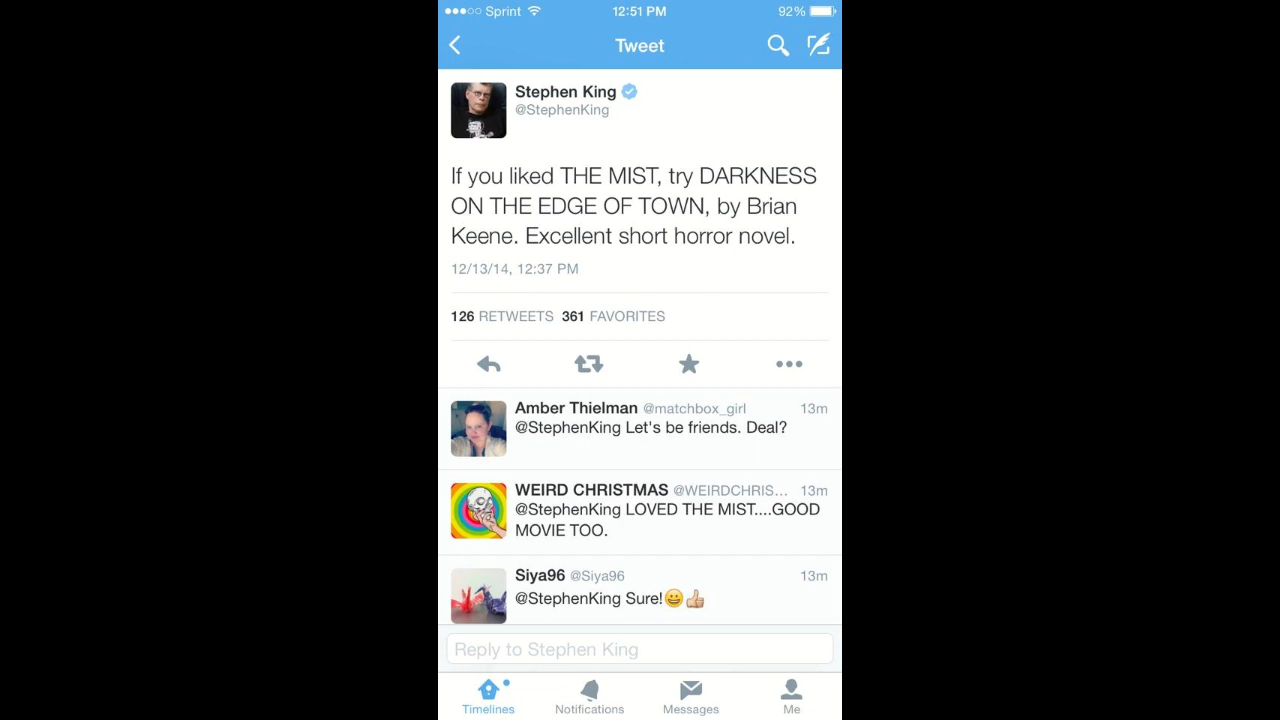 Sprint 12:51 PM 92%
Tweet
Stephen King
@StephenKing
If you liked THE MIST, try DARKNESS
ON THE EDGE OF TOWN, by Brian
Keene. Excellent short horror novel.
12/13/14, 12:37 PM
126 RETWEETS 361 FAVORITES
Amber Thielman @matchbox_girl 13m
@StephenKing Let's be friends. Deal?
WEIRD CHRISTMAS @WEIRDCHRIS... 13m
@StephenKing LOVED THE MIST....GOOD
MOVIE TOO.
Siya96 @Siya96 13m
@StephenKing Sure!😀👍
Reply to Stephen King
Timelines Notifications Messages Me